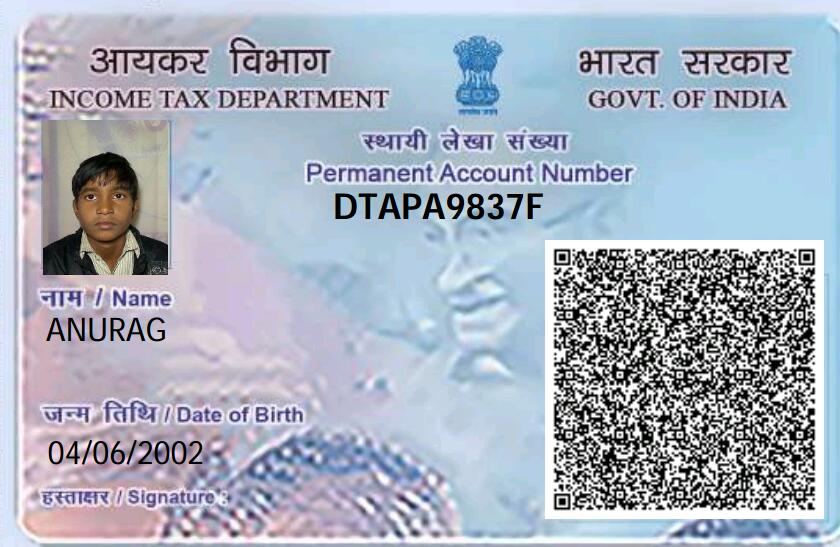 आयकर विभाग
INCOME TAX DEPARTMENT
भारत सरकार
GOVT. OF INDIA
स्थायी लेखा संख्या
Permanent Account Number
DTAPA9837F
नाम / Name
ANURAG
जन्म तिथि / Date of Birth
04/06/2002
हस्ताक्षर / Signature :